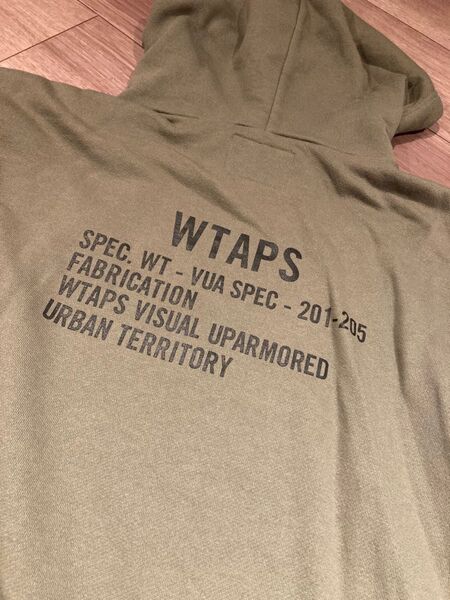 WTAPS
SPEC. WT - VUA SPEC - 201-205
FABRICATION
WTAPS VISUAL UPARMORED
URBAN TERRITORY